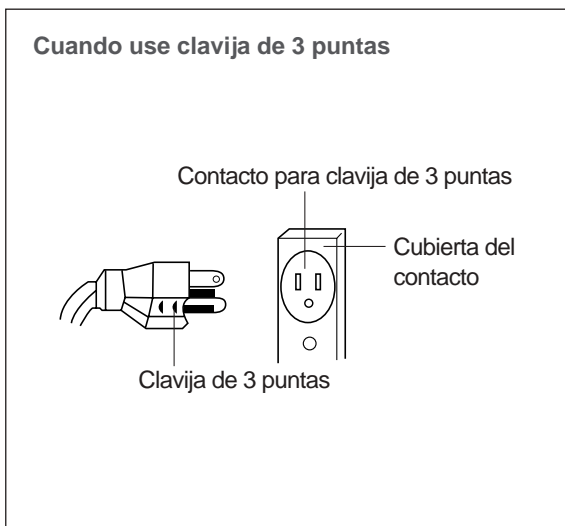 Cuando use clavija de 3 puntas
Contacto para clavija de 3 puntas
Cubierta del
contacto
Clavija de 3 puntas